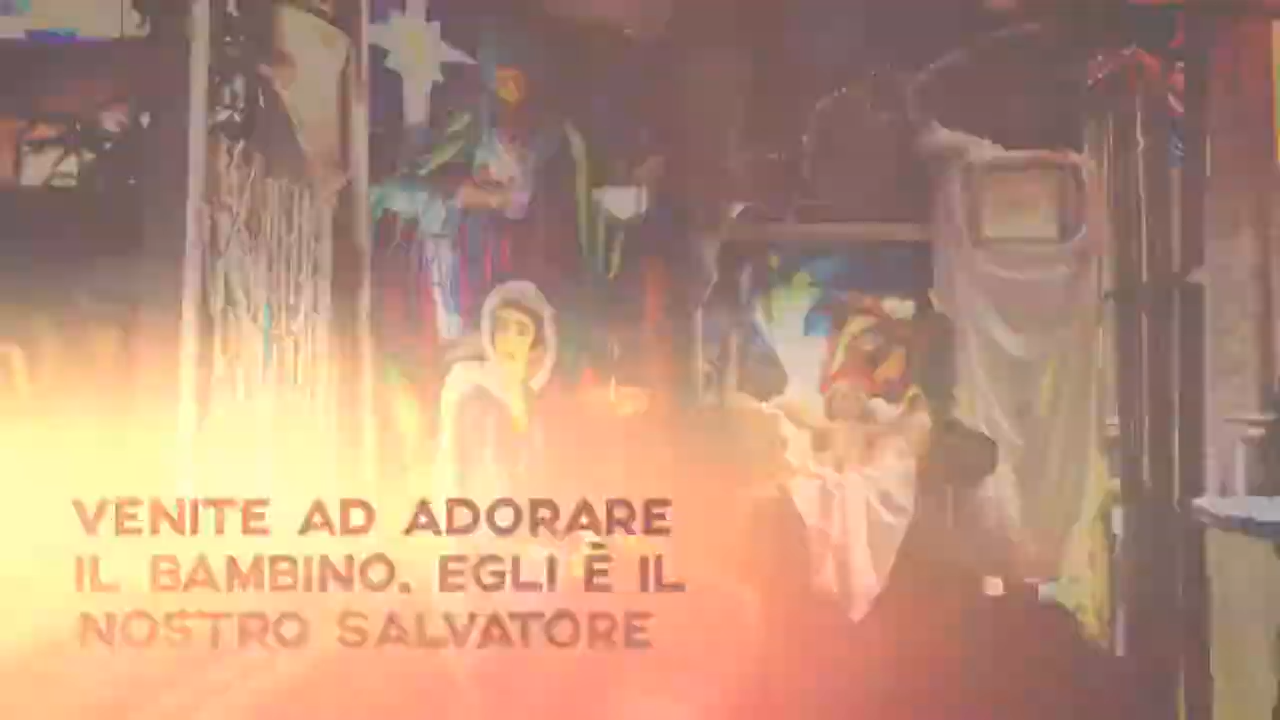 VENITE AD ADORARE
IL BAMBINO. EGLI È IL
NOSTRO SALVATORE